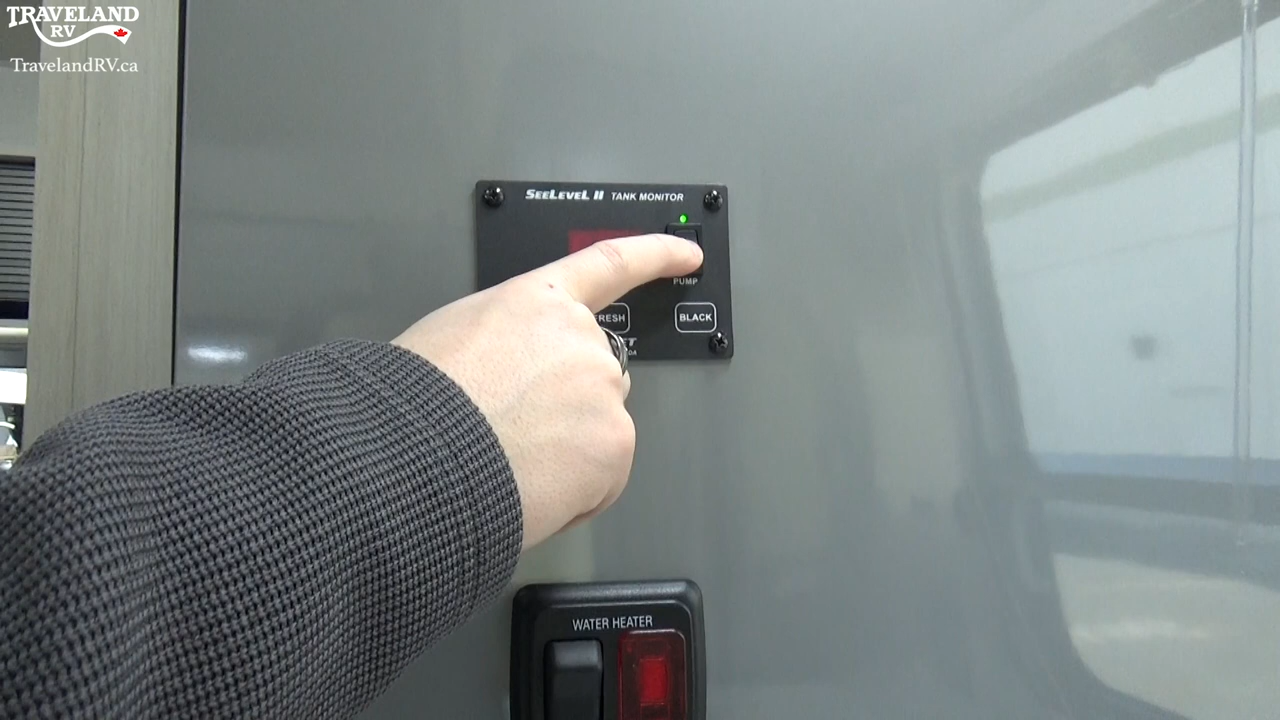 TRAVELAND
RV
TravelandRV.ca
SEELEVEL II TANK MONITOR
PUMP
BLACK
WATER HEATER